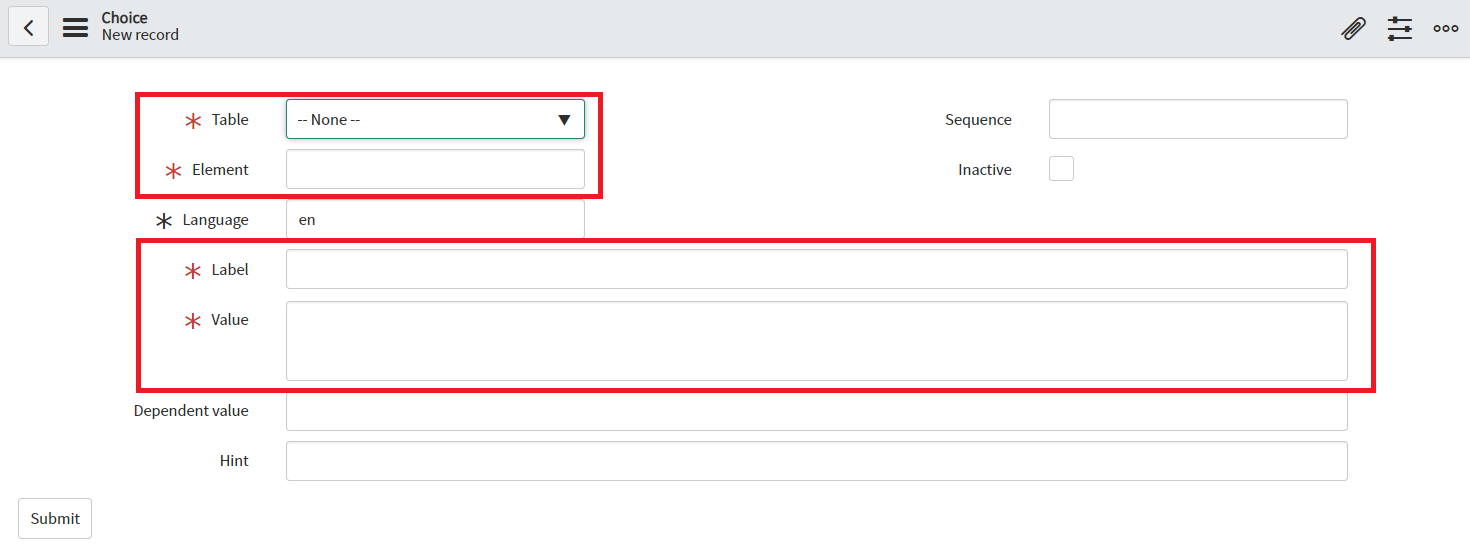 Choice
New record
Table
-- None --
Sequence
Element
Inactive
Language
en
Label
Value
Dependent value
Hint
Submit